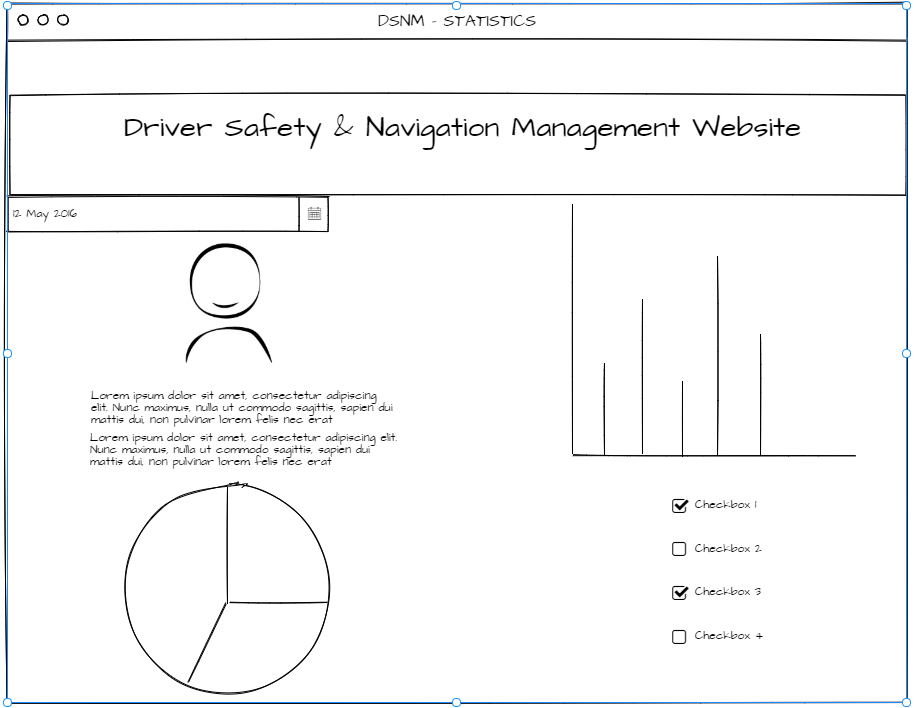 DSNM - STATISTICS
Driver Safety & Navigation Management Website
12 May 2016
Lorem ipsum dolor sit amet, consectetur adipiscing
elit. Nunc maximus, nulla ut commodo sagittis, sapien dui
mattis dui, non pulvinar lorem felis nec erat
Lorem ipsum dolor sit amet, consectetur adipiscing elit.
Nunc maximus, nulla ut commodo sagittis, sapien dui
mattis dui, non pulvinar lorem felis nec erat
Checkbox 1
Checkbox 2
Checkbox 3
Checkbox 4